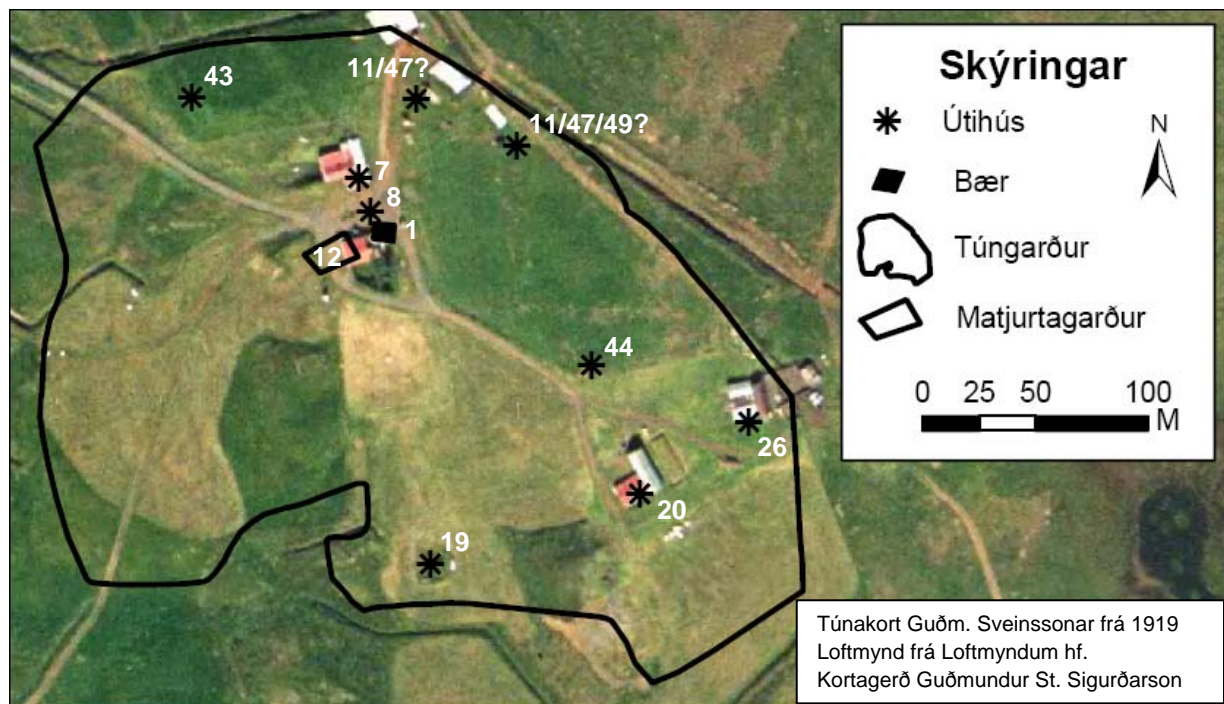 43
11/47?
11/47/49?
7
8
1
12
44
26
20
19
Skýringar
Útihús
N
Bær
Túngarður
Matjurtagarður
0 25 50 100
M
Túnakort Guðm. Sveinssonar frá 1919
Loftmynd frá Loftmyndum hf.
Kortagerð Guðmundur St. Sigurðarson